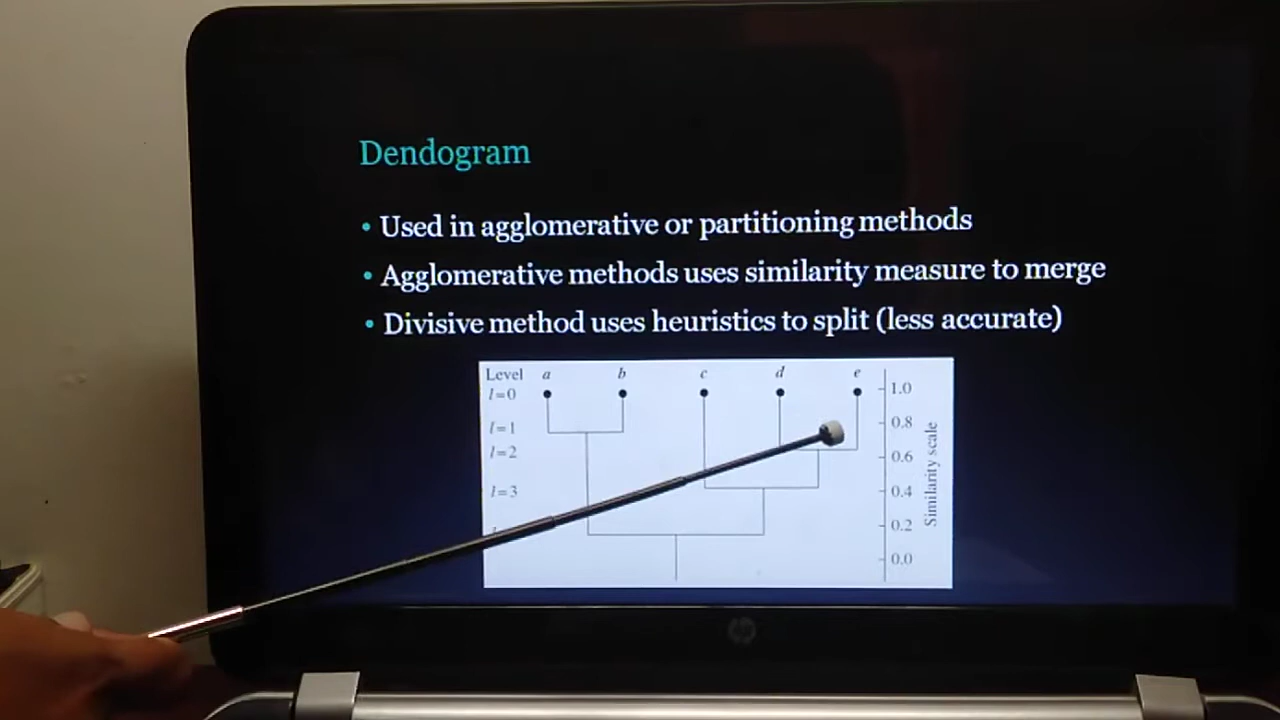 Dendogram
• Used in agglomerative or partitioning methods
• Agglomerative methods uses similarity measure to merge
• Divisive method uses heuristics to split (less accurate)
Level a b c d e
l=0 1.0
l=1 0.8
l=2 0.6
l=3 0.4
0.2
0.0
Similarity scale
hp